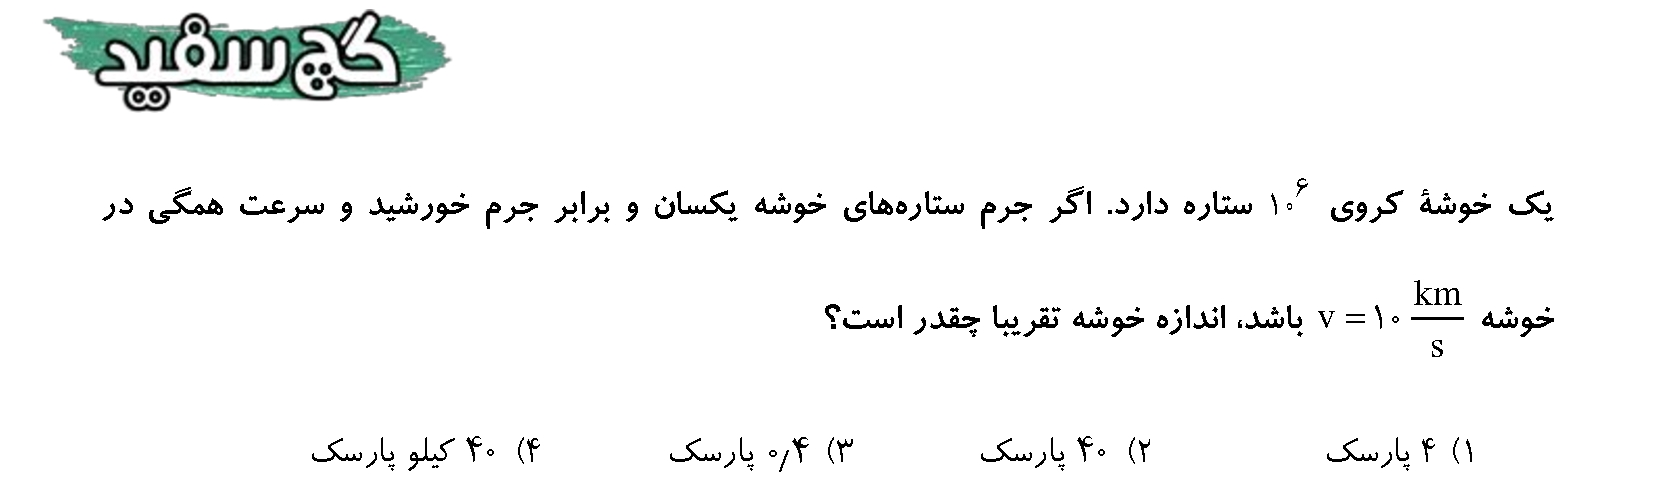 گچ سفید
یک خوشهٔ کروی ۱۰^۶ ستاره دارد. اگر جرم ستاره‌های خوشه یکسان و برابر جرم خورشید و سرعت همگی در
خوشه v = ۱۰ km/s باشد، اندازه خوشه تقریبا چقدر است؟
۱) ۴ پارسک ۲) ۴۰ پارسک ۳) ۰/۴ پارسک ۴) ۴۰ کیلو پارسک